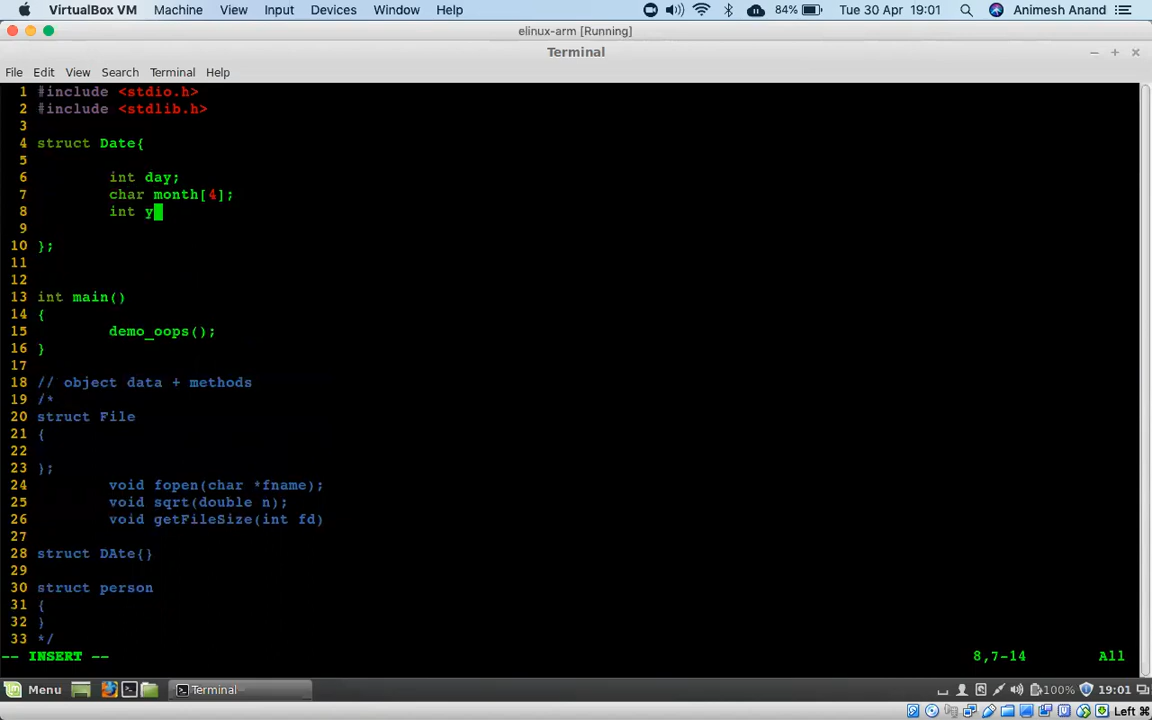 VirtualBox VM Machine View Input Devices Window Help 84% Tue 30 Apr 19:01 Animesh Anand
elinux-arm [Running]
Terminal
File Edit View Search Terminal Help
1 #include <stdio.h>
2 #include <stdlib.h>
3
4 struct Date{
5
6 int day;
7 char month[4];
8 int y
9
10 };
11
12
13 int main()
14 {
15 demo_oops();
16 }
17
18 // object data + methods
19 /*
20 struct File
21 {
22
23 };
24 void fopen(char *fname);
25 void sqrt(double n);
26 void getFileSize(int fd)
27
28 struct DAte{}
29
30 struct person
31 {
32 }
33 */
-- INSERT -- 8,7-14 All
Menu Terminal 100% 19:01
Left ⌘